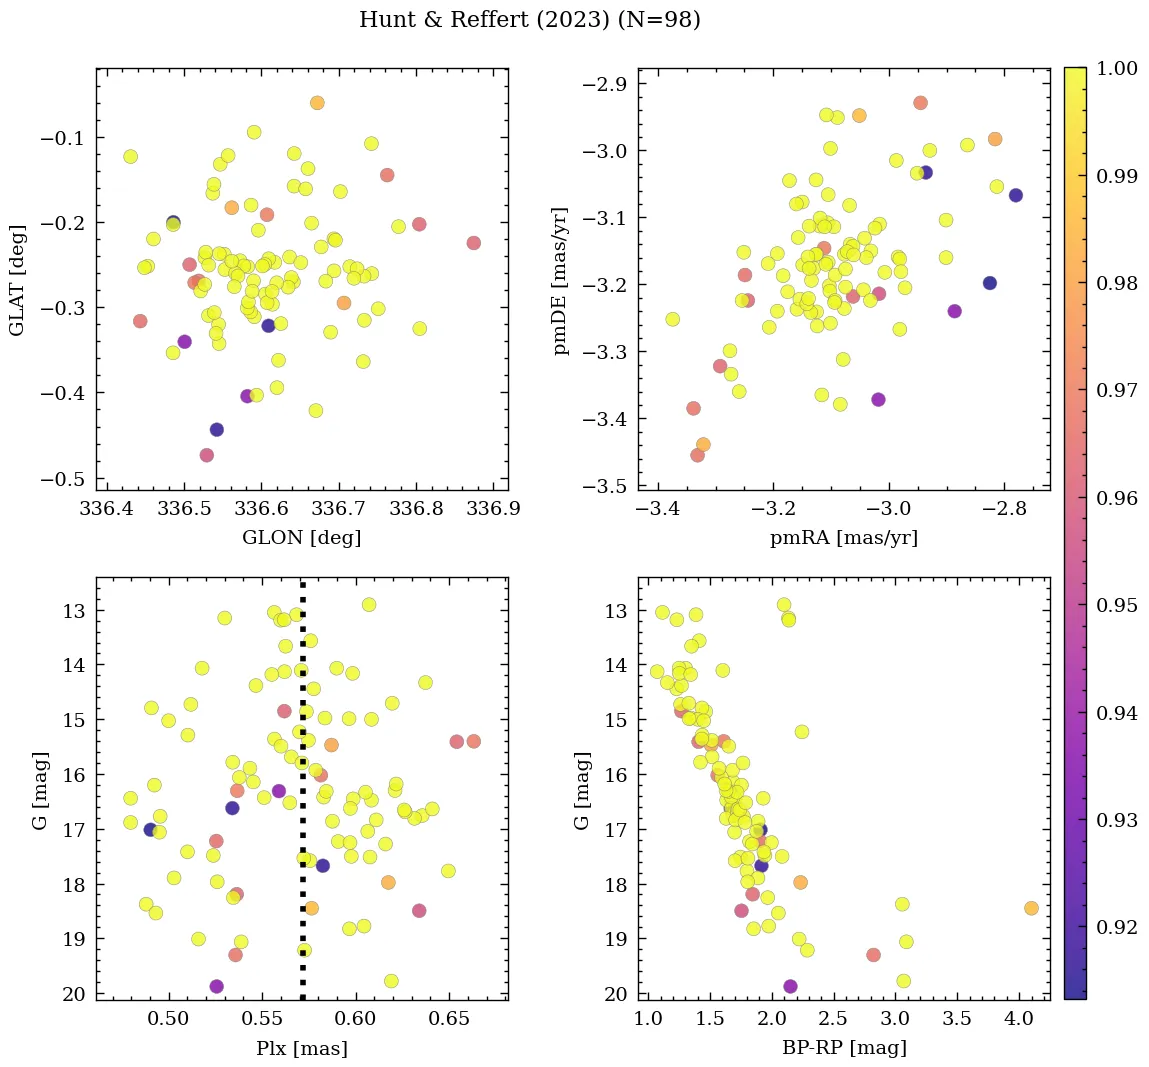 Hunt & Reffert (2023) (N=98)
−0.1
−0.2
−0.3
−0.4
−0.5
GLAT [deg]
336.4 336.5 336.6 336.7 336.8 336.9
GLON [deg]
−2.9
−3.0
−3.1
−3.2
−3.3
−3.4
−3.5
pmDE [mas/yr]
−3.4 −3.2 −3.0 −2.8
pmRA [mas/yr]
13
14
15
16
17
18
19
20
G [mag]
0.50 0.55 0.60 0.65
Plx [mas]
13
14
15
16
17
18
19
20
G [mag]
1.0 1.5 2.0 2.5 3.0 3.5 4.0
BP-RP [mag]
1.00
0.99
0.98
0.97
0.96
0.95
0.94
0.93
0.92